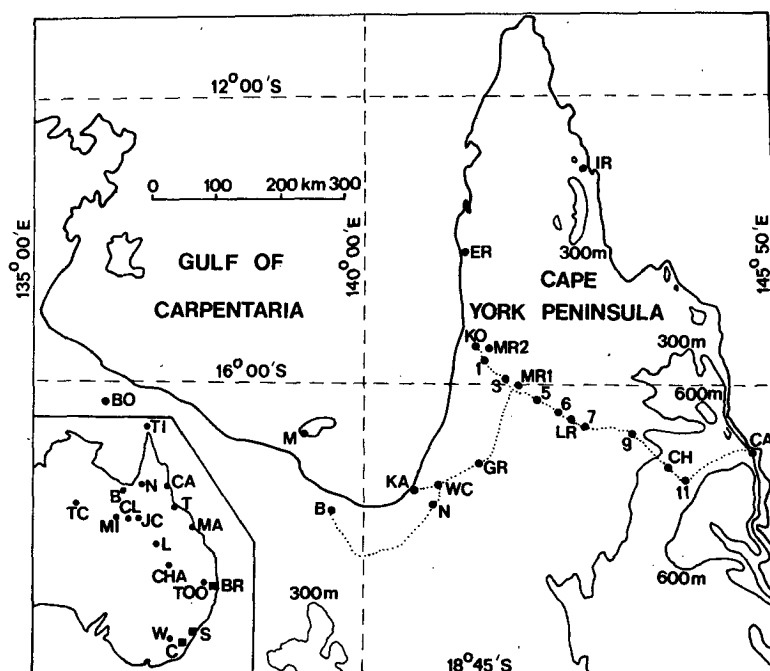 12°00'S
0 100 200 km 300
IR
300m
135°00'E
140°00'E
145°50'E
GULF OF
CARPENTARIA
ER
CAPE
YORK PENINSULA
KO
MR2
1
300m
16°00'S
3
MR1
600m
BO
5
6
LR
7
M
9
CA
TI
GR
CH
KA
WC
11
B
N
B
N
CA
TC
CL
T
MI
JC
MA
L
CHA
600m
TOO
BR
300m
W
S
C
18°45'S